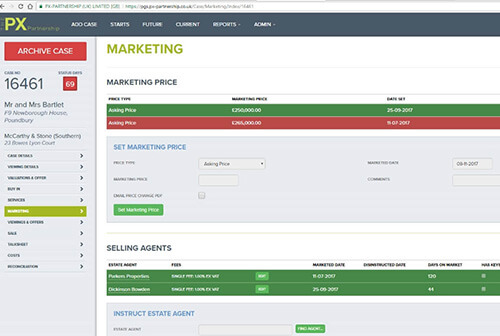 PX-PARTNERSHIP (UK) LIMITED [GB] https://pgs.px-partnership.co.uk/Case/Marketing/Index/16461
PX Partnership
ADD CASE STARTS FUTURE CURRENT REPORTS ADMIN
ARCHIVE CASE
MARKETING
CASE NO STATUS DAYS
16461 69
MARKETING PRICE
Mr and Mrs Bartlet
F9 Newborough House,
Poundbury
PRICE TYPE MARKETING PRICE DATE SET
Asking Price £250,000.00 25-09-2017
Asking Price £265,000.00 11-07-2017
McCarthy & Stone (Southern)
23 Bowes Lyon Court
CASE DETAILS
VIEWING DETAILS
VALUATIONS & OFFER
BUY IN
SERVICES
MARKETING
VIEWINGS & OFFERS
SALE
TALKSHEET
COSTS
RECONCILIATION
SET MARKETING PRICE
PRICE TYPE Asking Price MARKETED DATE 08-11-2017
MARKETING PRICE COMMENTS
EMAIL PRICE CHANGE PDF
Set Marketing Price
SELLING AGENTS
ESTATE AGENT FEES MARKETED DATE DISINSTRUCTED DATE DAYS ON MARKET HAS KEYS
Parkers Properties SINGLE FEE: 1.00% EX VAT EDIT 11-07-2017 120
Dickinson Bowden SINGLE FEE: 1.00% EX VAT EDIT 25-09-2017 44
INSTRUCT ESTATE AGENT
ESTATE AGENT FIND AGENT...